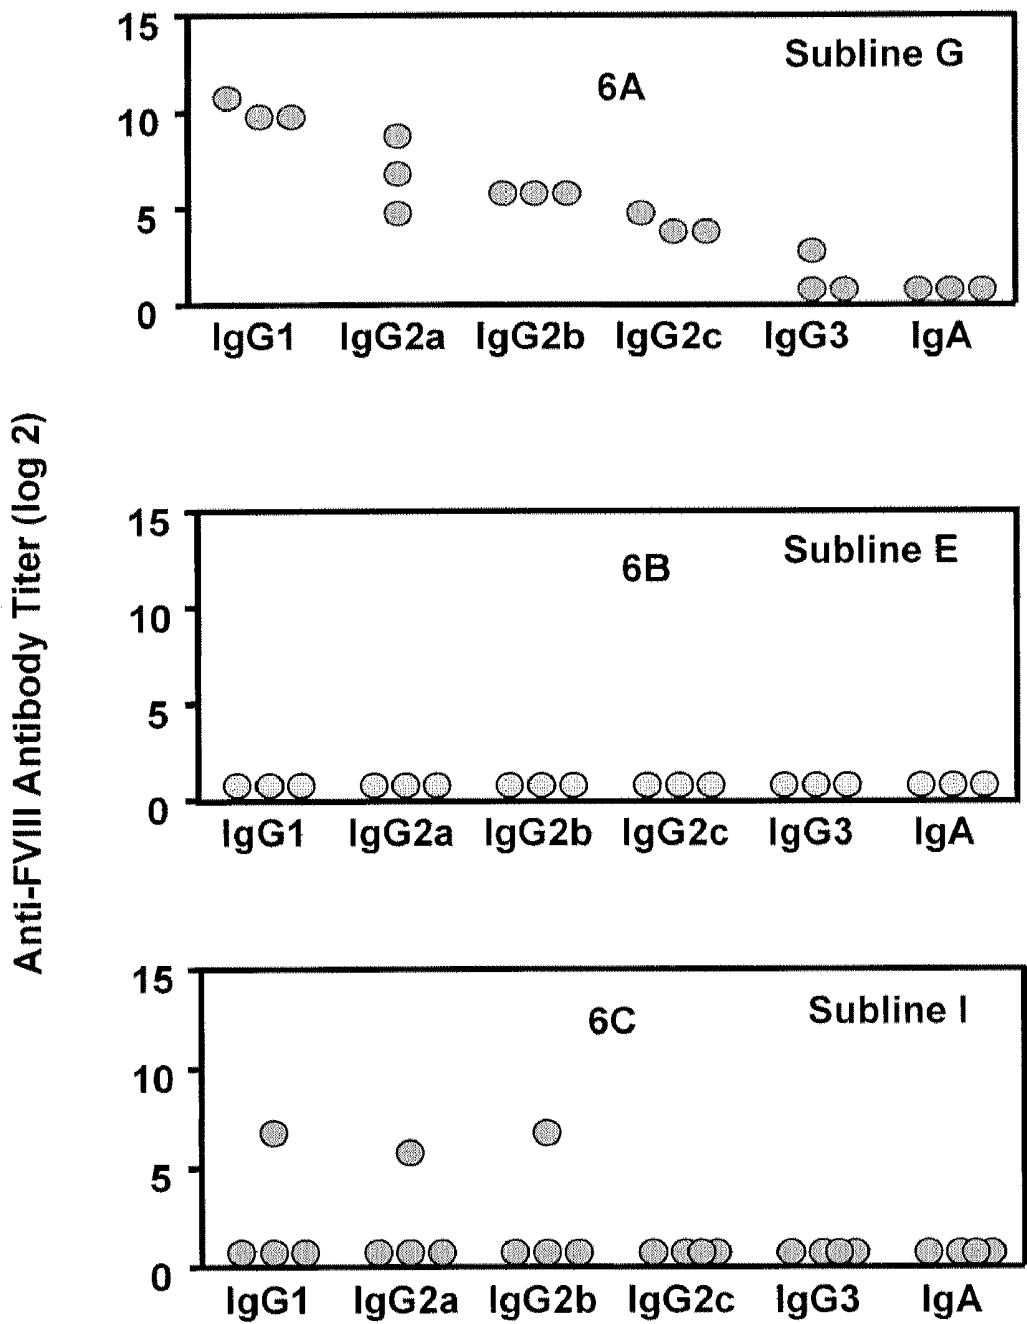 Anti-FVIII Antibody Titer (log 2)
15
10
5
0
6A
Subline G
IgG1 IgG2a IgG2b IgG2c IgG3 IgA
15
10
5
0
6B
Subline E
IgG1 IgG2a IgG2b IgG2c IgG3 IgA
15
10
5
0
6C
Subline I
IgG1 IgG2a IgG2b IgG2c IgG3 IgA